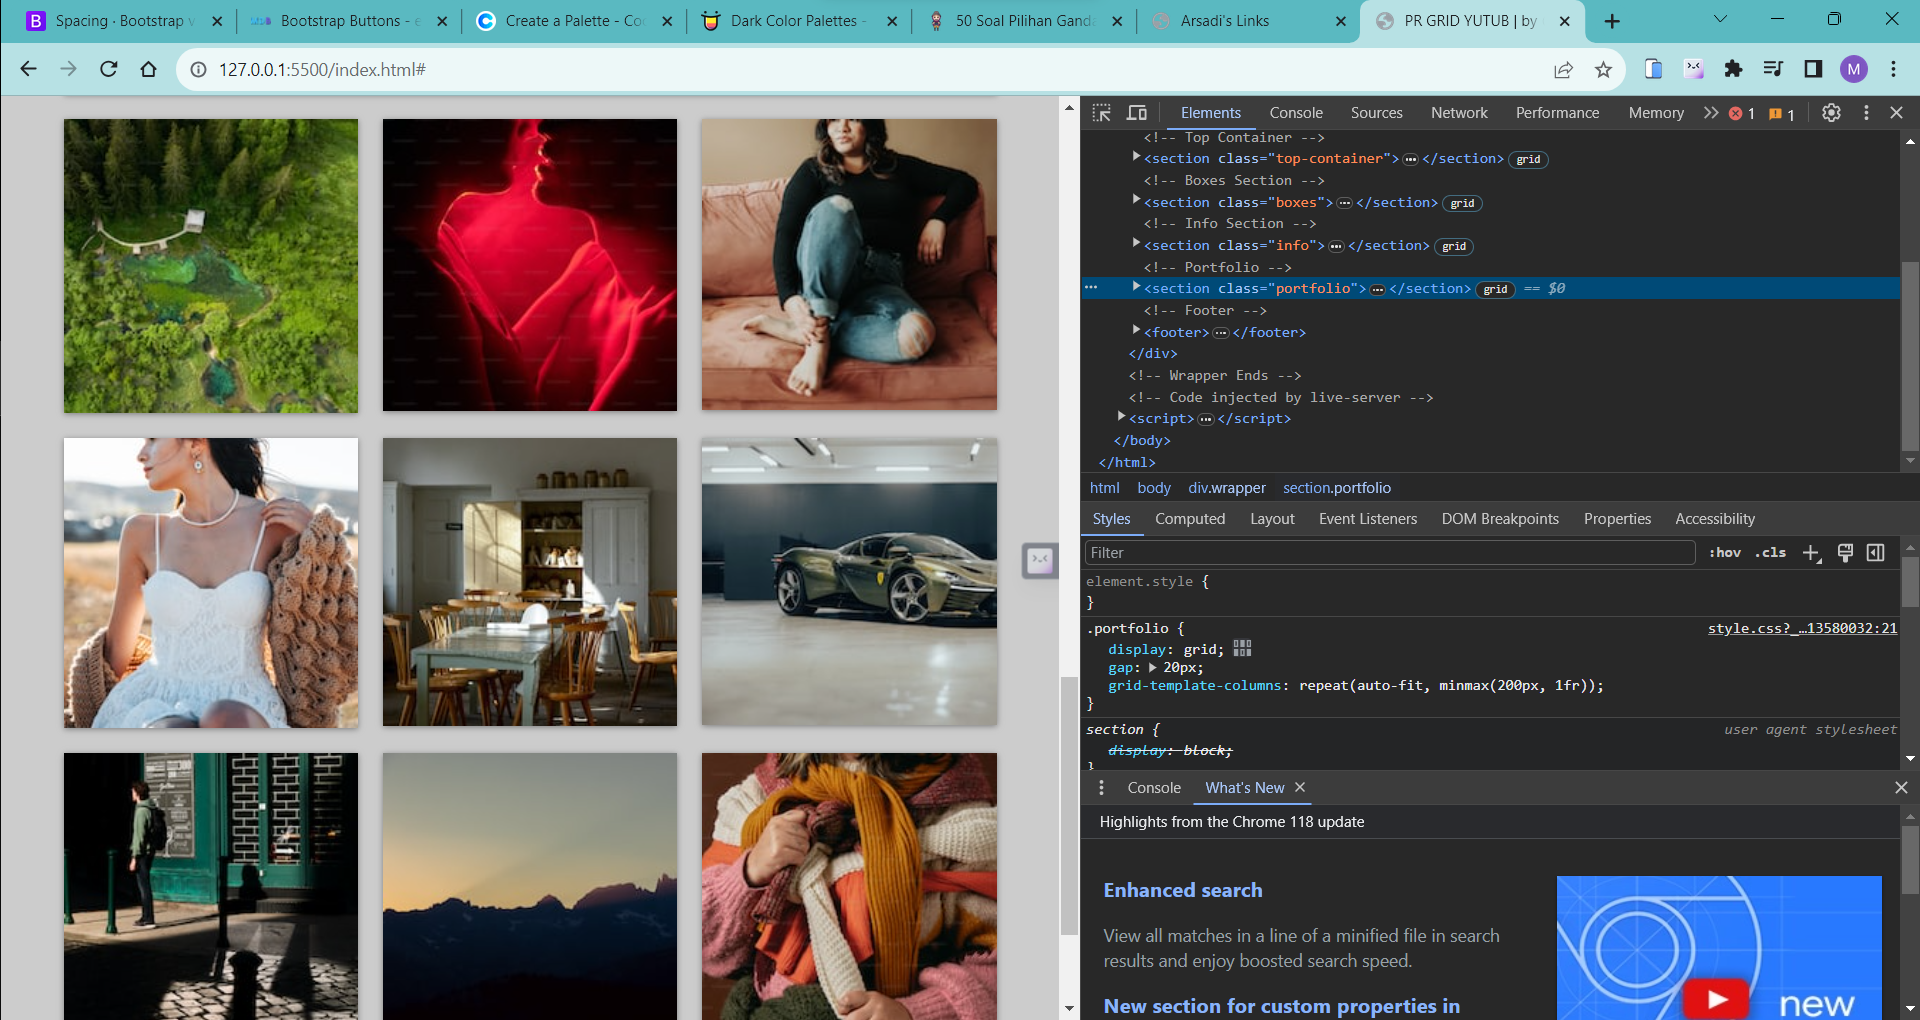 Spacing · Bootstrap v
Bootstrap Buttons - e
Create a Palette - Co
Dark Color Palettes -
50 Soal Pilihan Ganda
Arsadi's Links
PR GRID YUTUB | by
127.0.0.1:5500/index.html#
M
Elements Console Sources Network Performance Memory 1 1
<!-- Top Container -->
<section class="top-container">…</section> grid
<!-- Boxes Section -->
<section class="boxes">…</section> grid
<!-- Info Section -->
<section class="info">…</section> grid
<!-- Portfolio -->
<section class="portfolio">…</section> grid == $0
<!-- Footer -->
<footer>…</footer>
</div>
<!-- Wrapper Ends -->
<!-- Code injected by live-server -->
<script>…</script>
</body>
</html>
html body div.wrapper section.portfolio
Styles Computed Layout Event Listeners DOM Breakpoints Properties Accessibility
Filter :hov .cls
element.style {
}
.portfolio { style.css?_…13580032:21
display: grid;
gap: 20px;
grid-template-columns: repeat(auto-fit, minmax(200px, 1fr));
}
section { user agent stylesheet
display: block;
}
Console What's New
Highlights from the Chrome 118 update
Enhanced search
View all matches in a line of a minified file in search
results and enjoy boosted search speed.
New section for custom properties in
new